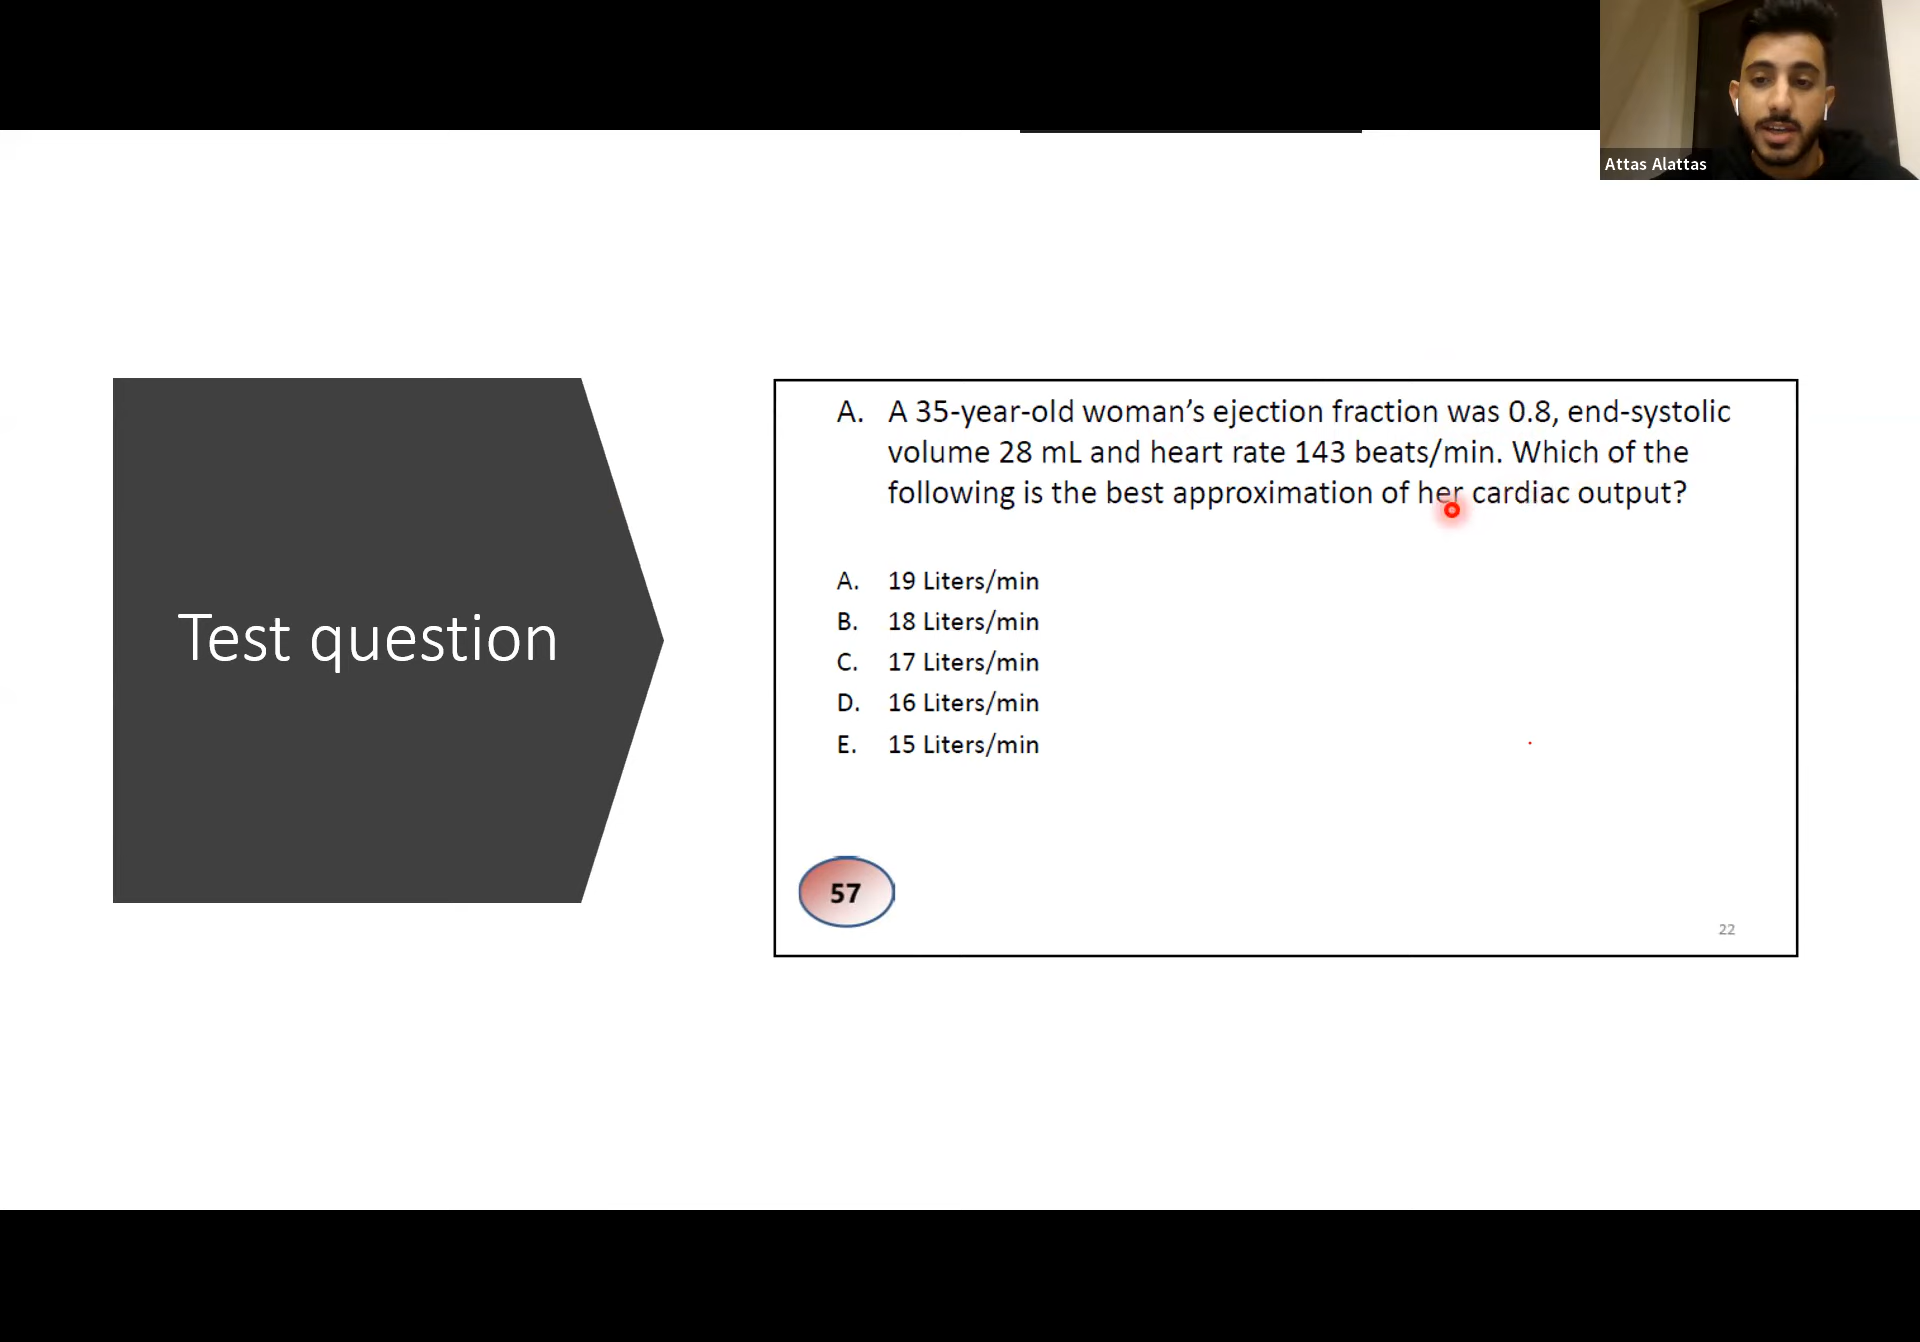 Attas Alattas
Test question
A. A 35-year-old woman’s ejection fraction was 0.8, end-systolic
volume 28 mL and heart rate 143 beats/min. Which of the
following is the best approximation of her cardiac output?
A. 19 Liters/min
B. 18 Liters/min
C. 17 Liters/min
D. 16 Liters/min
E. 15 Liters/min
57
22